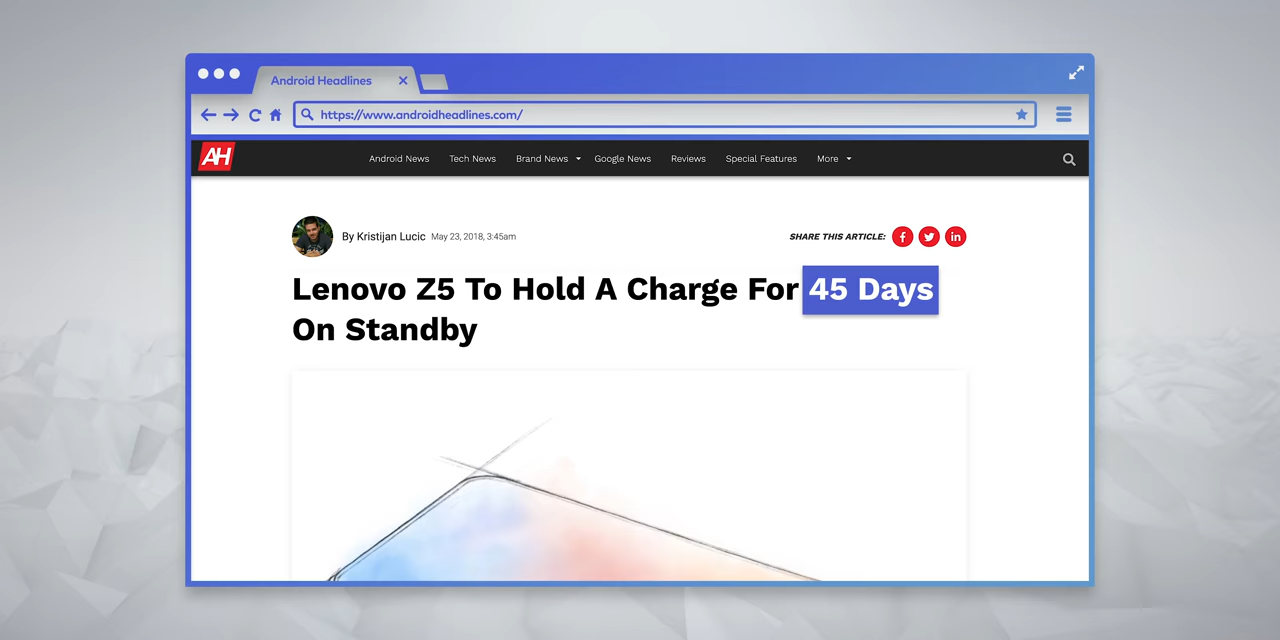 Android Headlines
https://www.androidheadlines.com/
AH
Android News Tech News Brand News Google News Reviews Special Features More
By Kristijan Lucic May 23, 2018, 3:45am
SHARE THIS ARTICLE: f in
Lenovo Z5 To Hold A Charge For 45 Days
On Standby